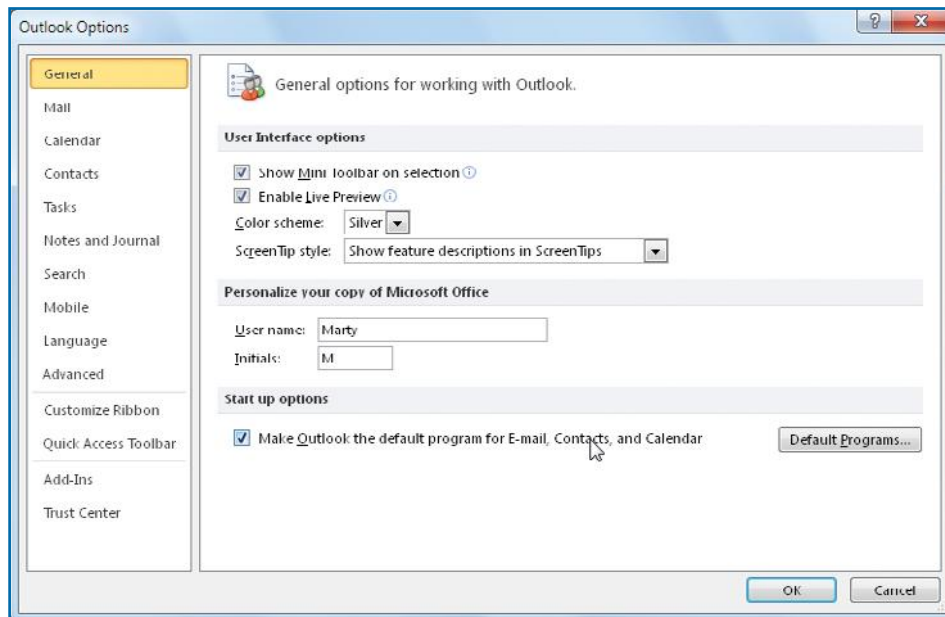 Outlook Options
General
Mail
Calendar
Contacts
Tasks
Notes and Journal
Search
Mobile
Language
Advanced
Customize Ribbon
Quick Access Toolbar
Add-Ins
Trust Center
General options for working with Outlook.
User Interface options
Show Mini Toolbar on selection
Enable Live Preview
Color scheme: Silver
ScreenTip style: Show feature descriptions in ScreenTips
Personalize your copy of Microsoft Office
User name: Marty
Initials: M
Start up options
Make Outlook the default program for E-mail, Contacts, and Calendar Default Programs...
OK Cancel